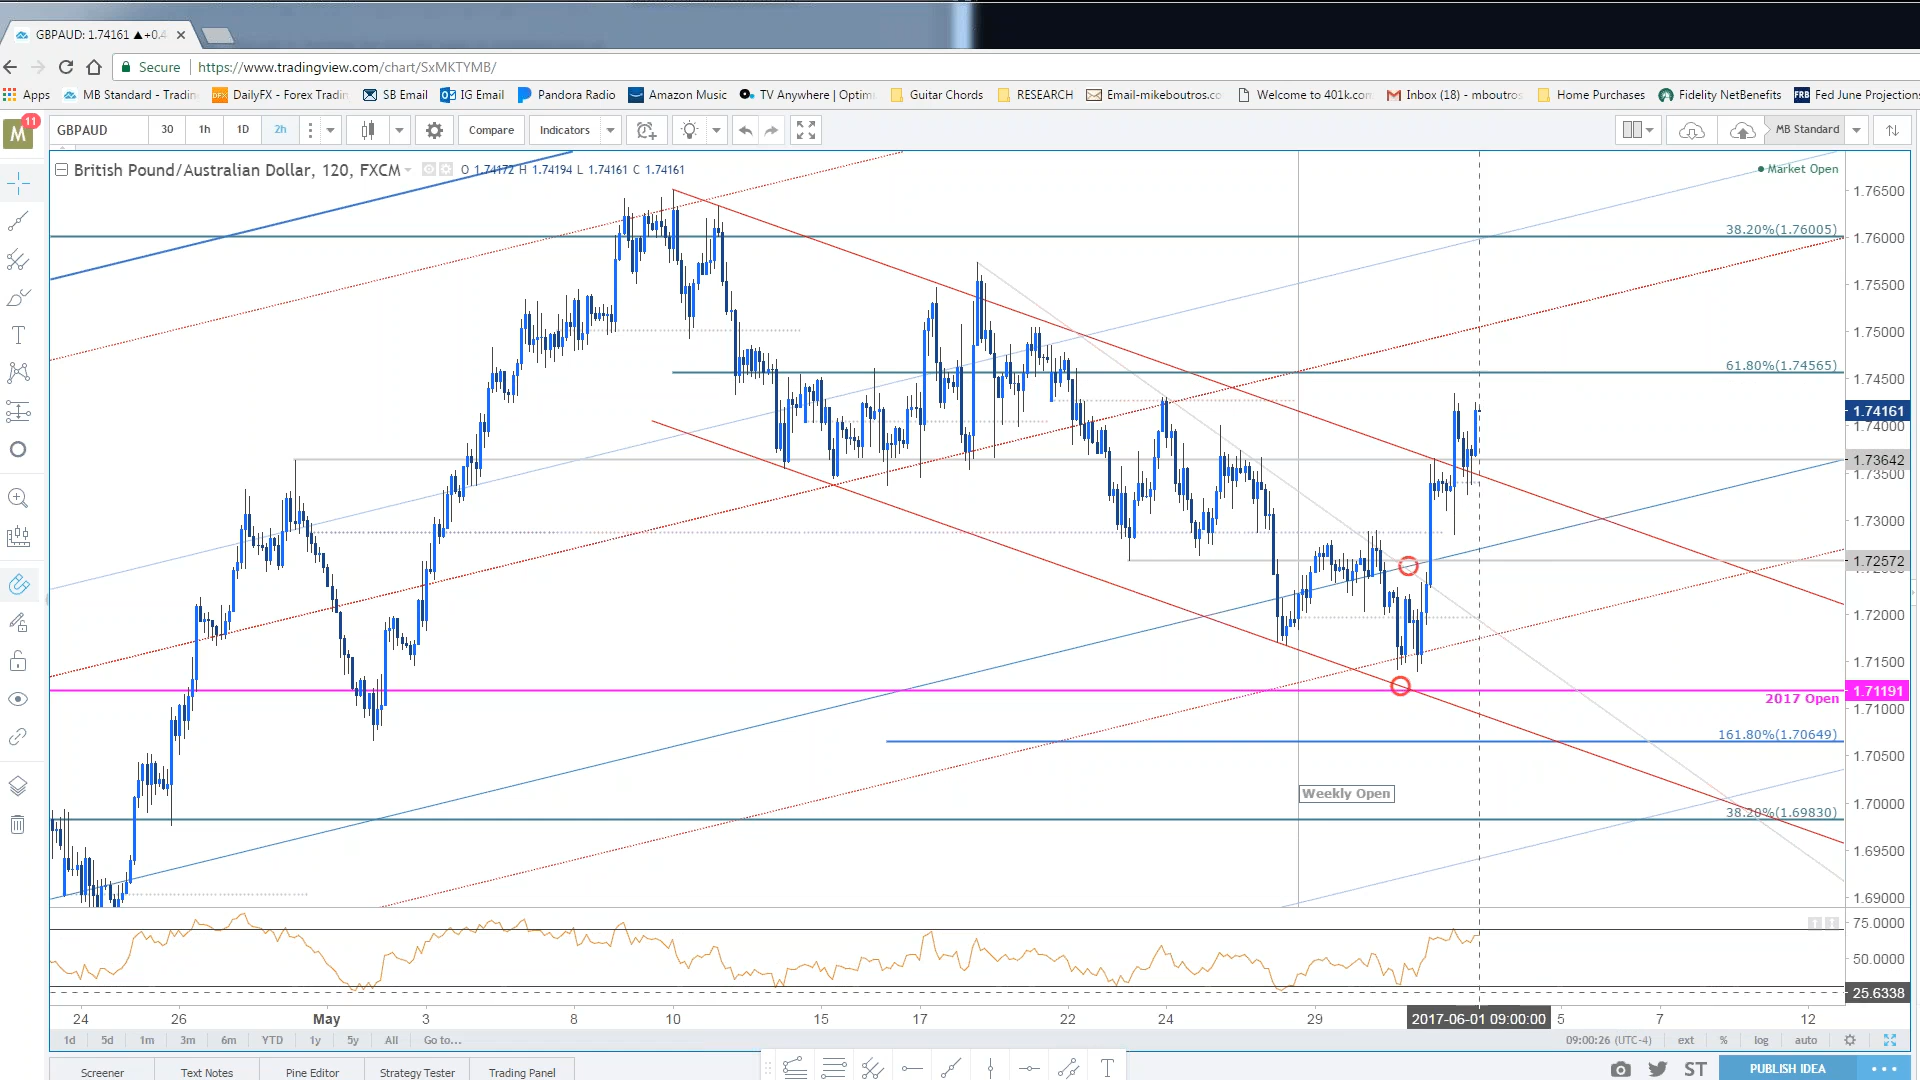 GBPAUD: 1.74161 ▲+0.4
Secure https://www.tradingview.com/chart/SxMKTYMB/
Apps MB Standard - Trading DailyFX - Forex Trading SB Email IG Email Pandora Radio Amazon Music TV Anywhere | Optim Guitar Chords RESEARCH Email-mikeboutros.co Welcome to 401k.com Inbox (18) - mboutros Home Purchases Fidelity NetBenefits FRB Fed June Projections
M 11 GBPAUD 30 1h 1D 2h Compare Indicators MB Standard
British Pound/Australian Dollar, 120, FXCM O 1.74172 H 1.74194 L 1.74161 C 1.74161
Market Open
1.76500
38.20%(1.76005)
1.76000
1.75500
1.75000
61.80%(1.74565)
1.74500
1.74161
1.74000
1.73642
1.73500
1.73000
1.72572
1.72000
1.71500
1.71191
2017 Open
1.71000
161.80%(1.70649)
1.70500
Weekly Open
1.70000
38.20%(1.69830)
1.69500
1.69000
75.0000
50.0000
25.6338
24 26 May 3 8 10 15 17 22 24 29 2017-06-01 09:00:00 5 7 12
1d 5d 1m 3m 6m YTD 1y 5y All Go to... 09:00:26 (UTC-4) ext % log auto
Screener Text Notes Pine Editor Strategy Tester Trading Panel ST PUBLISH IDEA